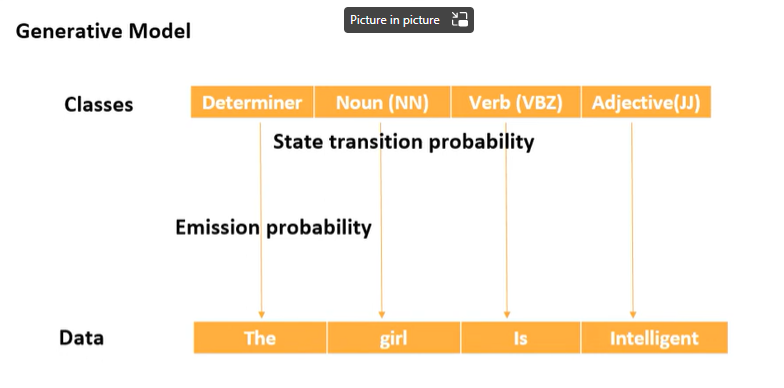 Picture in picture
Generative Model
Classes Determiner Noun (NN) Verb (VBZ) Adjective(JJ)
State transition probability
Emission probability
Data The girl Is Intelligent